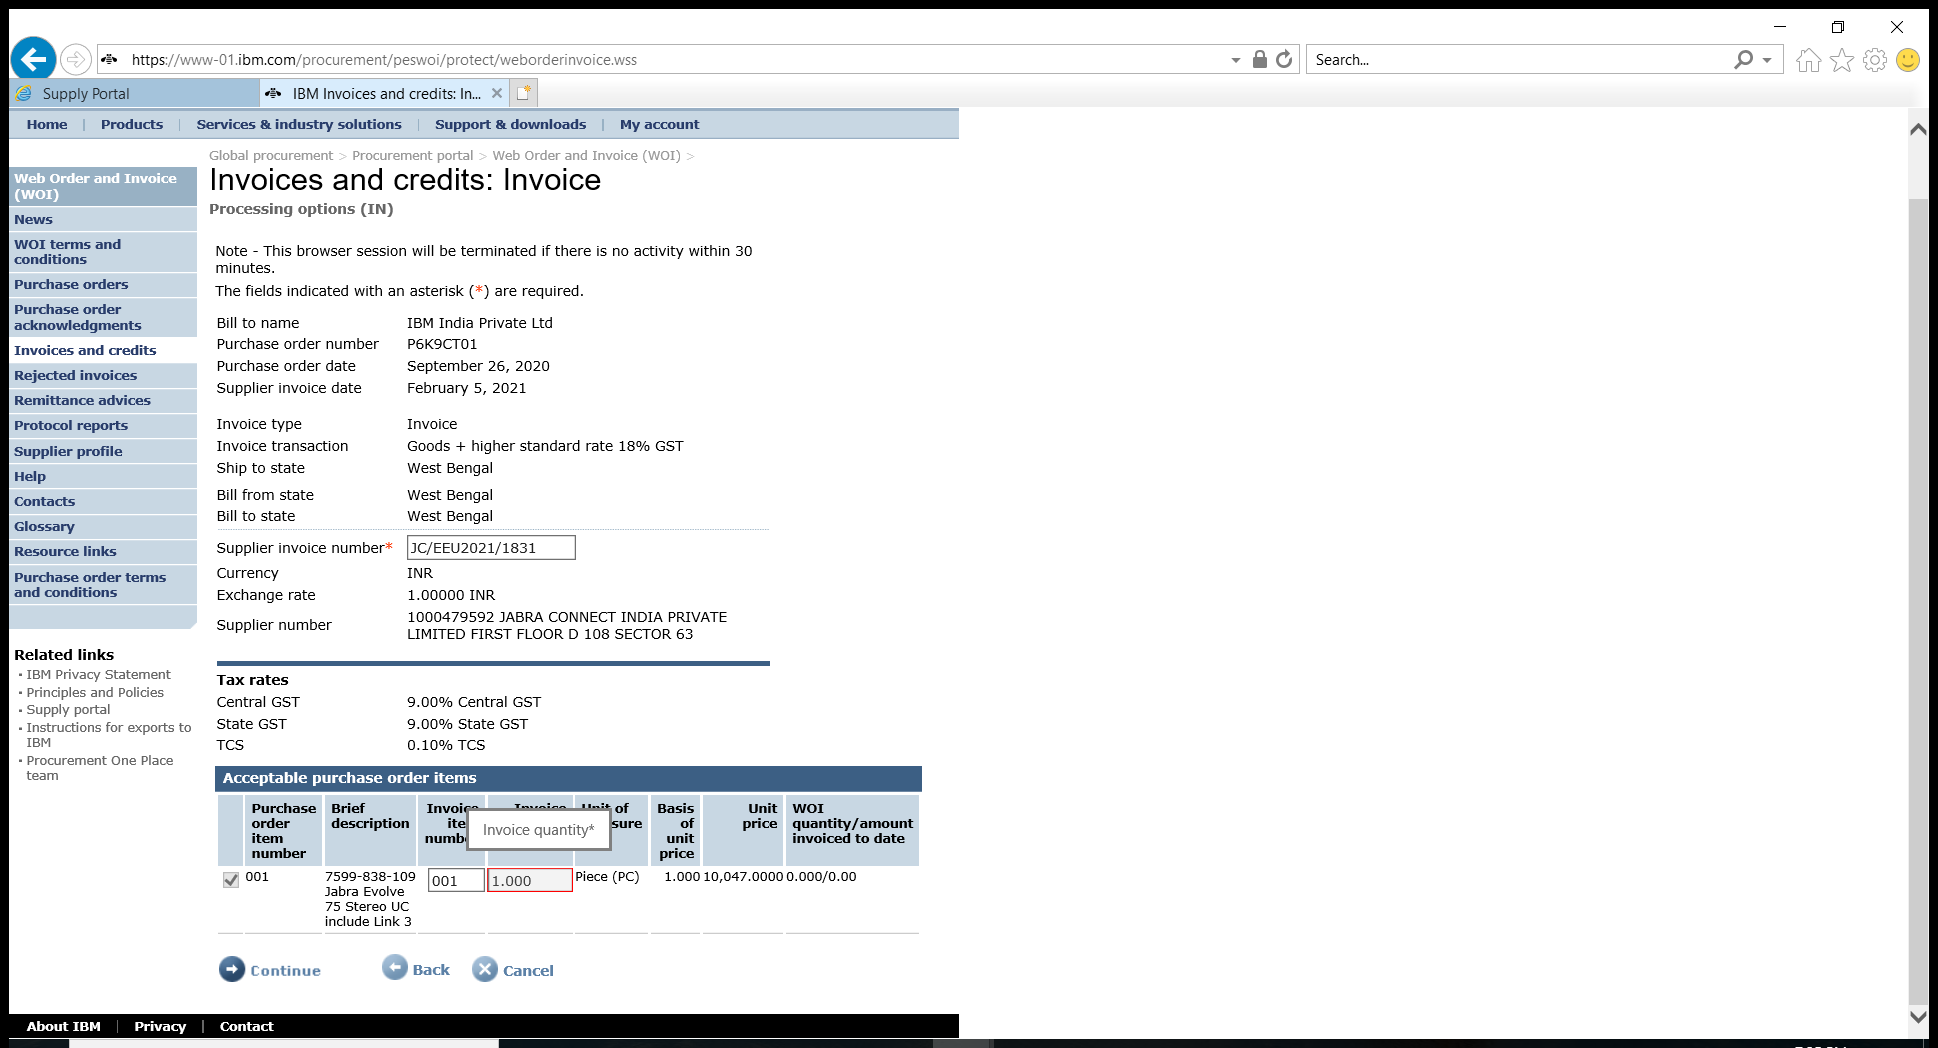 https://www-01.ibm.com/procurement/peswoi/protect/weborderinvoice.wss
Search...
Supply Portal
IBM Invoices and credits: In...
Home | Products | Services & industry solutions | Support & downloads | My account
Global procurement > Procurement portal > Web Order and Invoice (WOI) >
Invoices and credits: Invoice
Processing options (IN)
Web Order and Invoice
(WOI)
News
WOI terms and
conditions
Purchase orders
Purchase order
acknowledgments
Invoices and credits
Rejected invoices
Remittance advices
Protocol reports
Supplier profile
Help
Contacts
Glossary
Resource links
Purchase order terms
and conditions
Related links
IBM Privacy Statement
Principles and Policies
Supply portal
Instructions for exports to
IBM
Procurement One Place
team
Note - This browser session will be terminated if there is no activity within 30
minutes.
The fields indicated with an asterisk (*) are required.
Bill to name IBM India Private Ltd
Purchase order number P6K9CT01
Purchase order date September 26, 2020
Supplier invoice date February 5, 2021
Invoice type Invoice
Invoice transaction Goods + higher standard rate 18% GST
Ship to state West Bengal
Bill from state West Bengal
Bill to state West Bengal
Supplier invoice number* JC/EEU2021/1831
Currency INR
Exchange rate 1.00000 INR
Supplier number 1000479592 JABRA CONNECT INDIA PRIVATE
LIMITED FIRST FLOOR D 108 SECTOR 63
Tax rates
Central GST 9.00% Central GST
State GST 9.00% State GST
TCS 0.10% TCS
Acceptable purchase order items
Purchase
order
item
number
Brief
description
Invoice
Invoice quantity*
Basis
of
unit
price
Unit
price
WOI
quantity/amount
invoiced to date
001
7599-838-109
Jabra Evolve
75 Stereo UC
include Link 3
001 1.000 Piece (PC) 1.000 10,047.0000 0.000/0.00
Continue Back Cancel
About IBM | Privacy | Contact